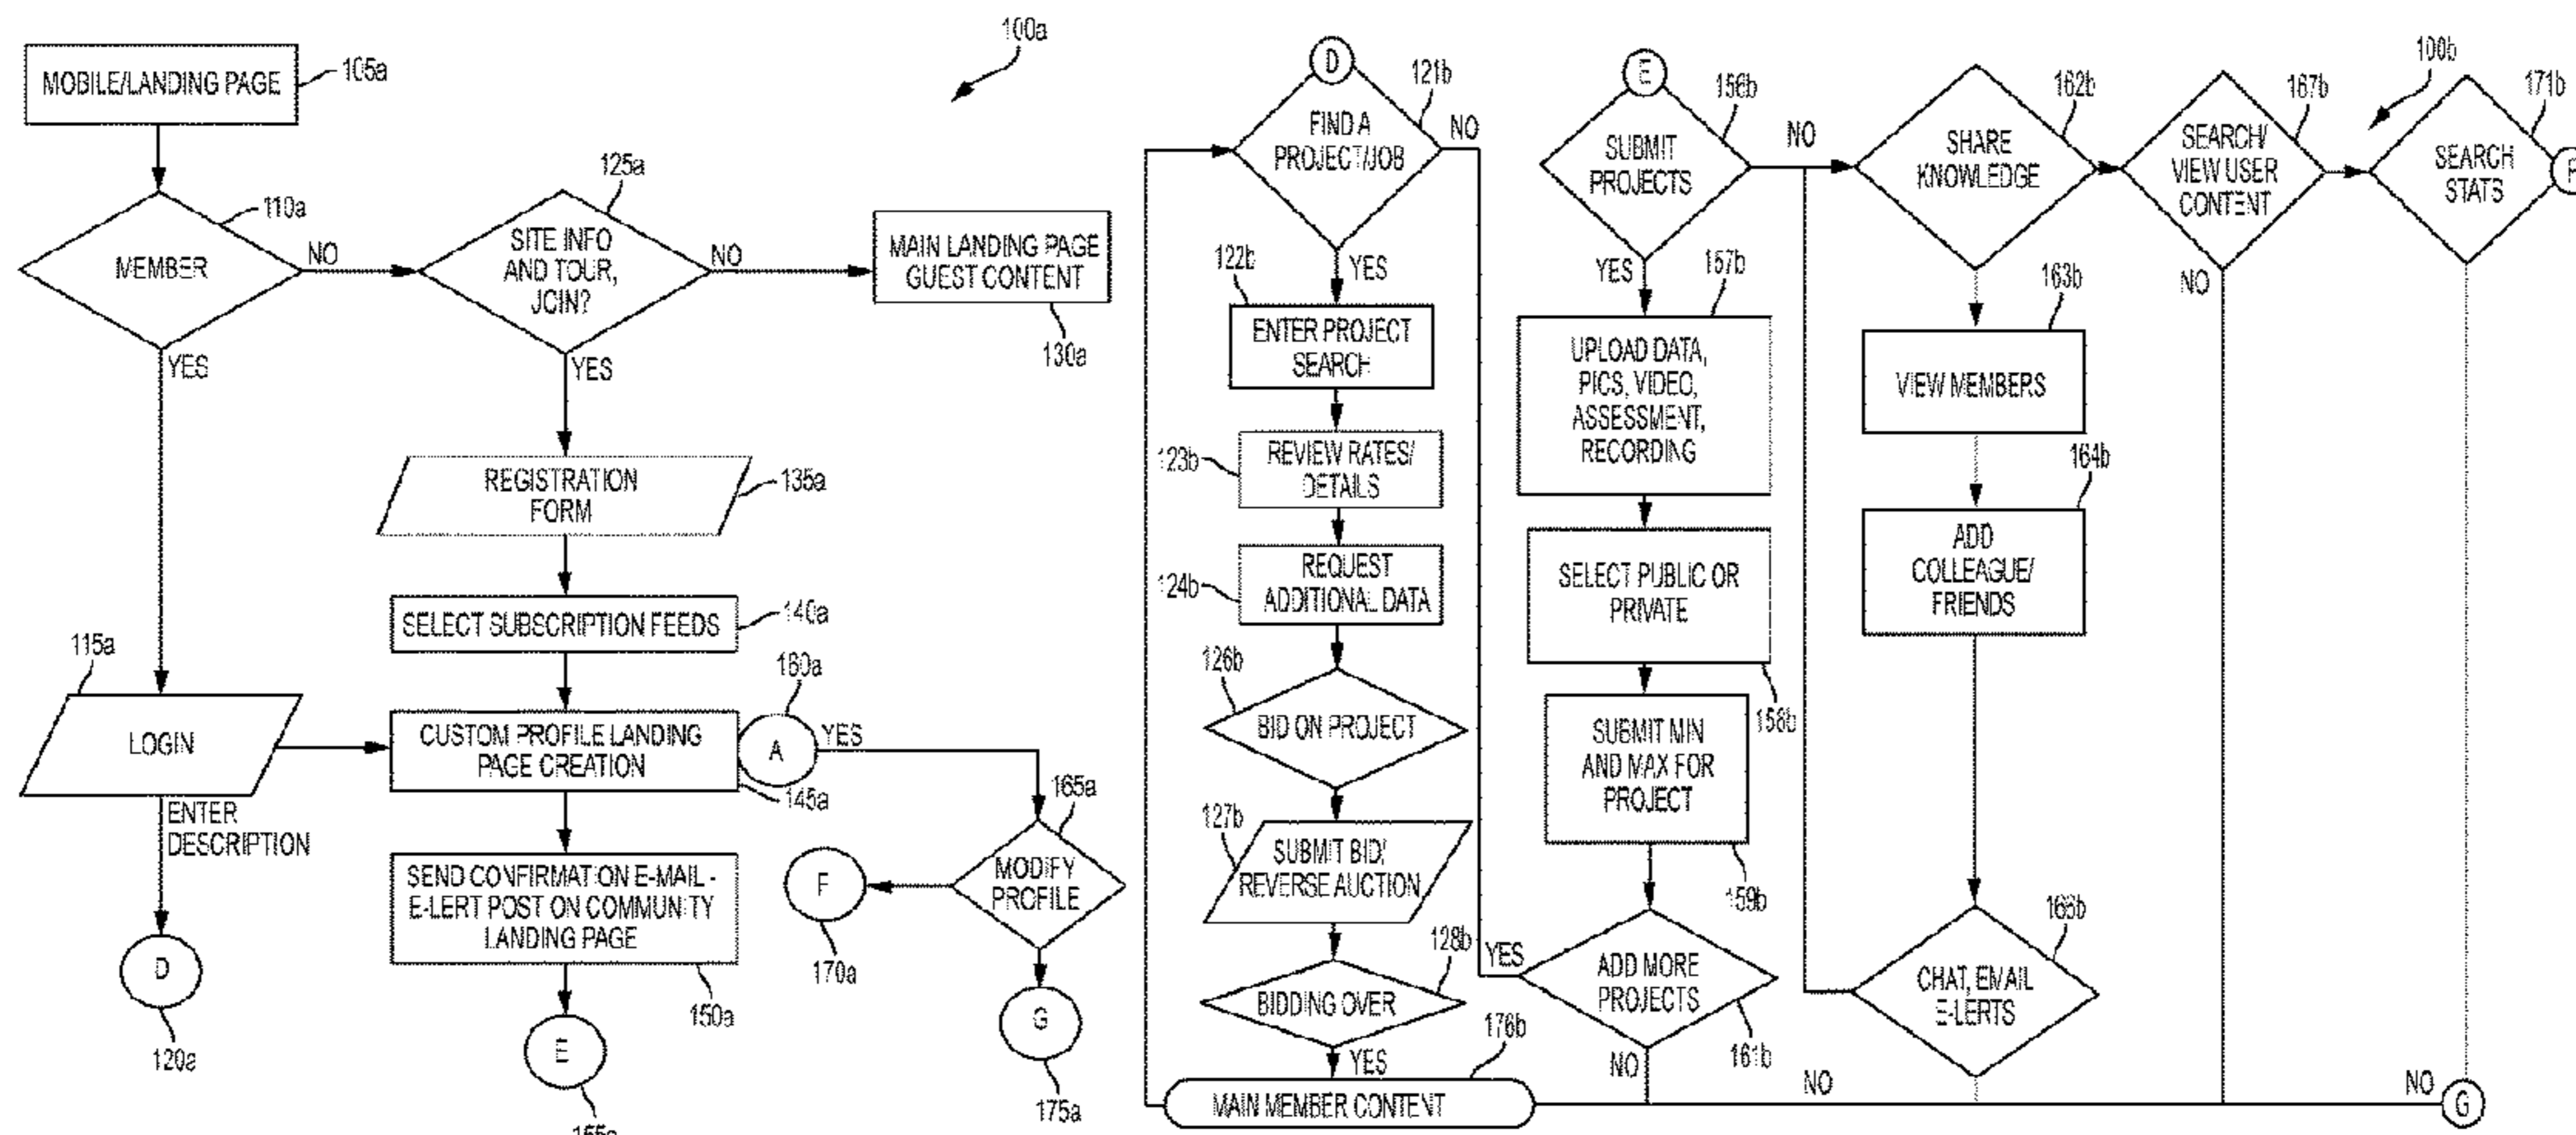 100a
MOBILE/LANDING PAGE
105a
MEMBER
110a
NO
YES
125a
SITE INFO
AND TOUR,
JOIN?
NO
YES
MAIN LANDING PAGE
GUEST CONTENT
130a
REGISTRATION
FORM
135a
SELECT SUBSCRIPTION FEEDS
140a
115a
LOGIN
ENTER
DESCRIPTION
D
120a
CUSTOM PROFILE LANDING
PAGE CREATION
145a
160a
A
YES
SEND CONFIRMATION E-MAIL -
E-LERT POST ON COMMUNITY
LANDING PAGE
150a
E
165a
MODIFY
PROFILE
F
170a
G
175a
100b
D
FIND A
PROJECT/JOB
121b
NO
YES
122b
ENTER PROJECT
SEARCH
123b
REVIEW RATES/
DETAILS
124b
REQUEST
ADDITIONAL DATA
126b
BID ON PROJECT
127b
SUBMIT BID/
REVERSE AUCTION
128b
BIDDING OVER
YES
176b
MAIN MEMBER CONTENT
E
SUBMIT
PROJECTS
156b
NO
YES
157b
UPLOAD DATA,
PICS, VIDEO,
ASSESSMENT,
RECORDING
SELECT PUBLIC OR
PRIVATE
158b
SUBMIT MIN
AND MAX FOR
PROJECT
159b
YES
ADD MORE
PROJECTS
161b
NO
SHARE
KNOWLEDGE
162b
163b
VIEW MEMBERS
164b
ADD
COLLEAGUE/
FRIENDS
166b
CHAT, EMAIL
E-LERTS
NO
SEARCH/
VIEW USER
CONTENT
167b
NO
SEARCH
STATS
171b
NO
G